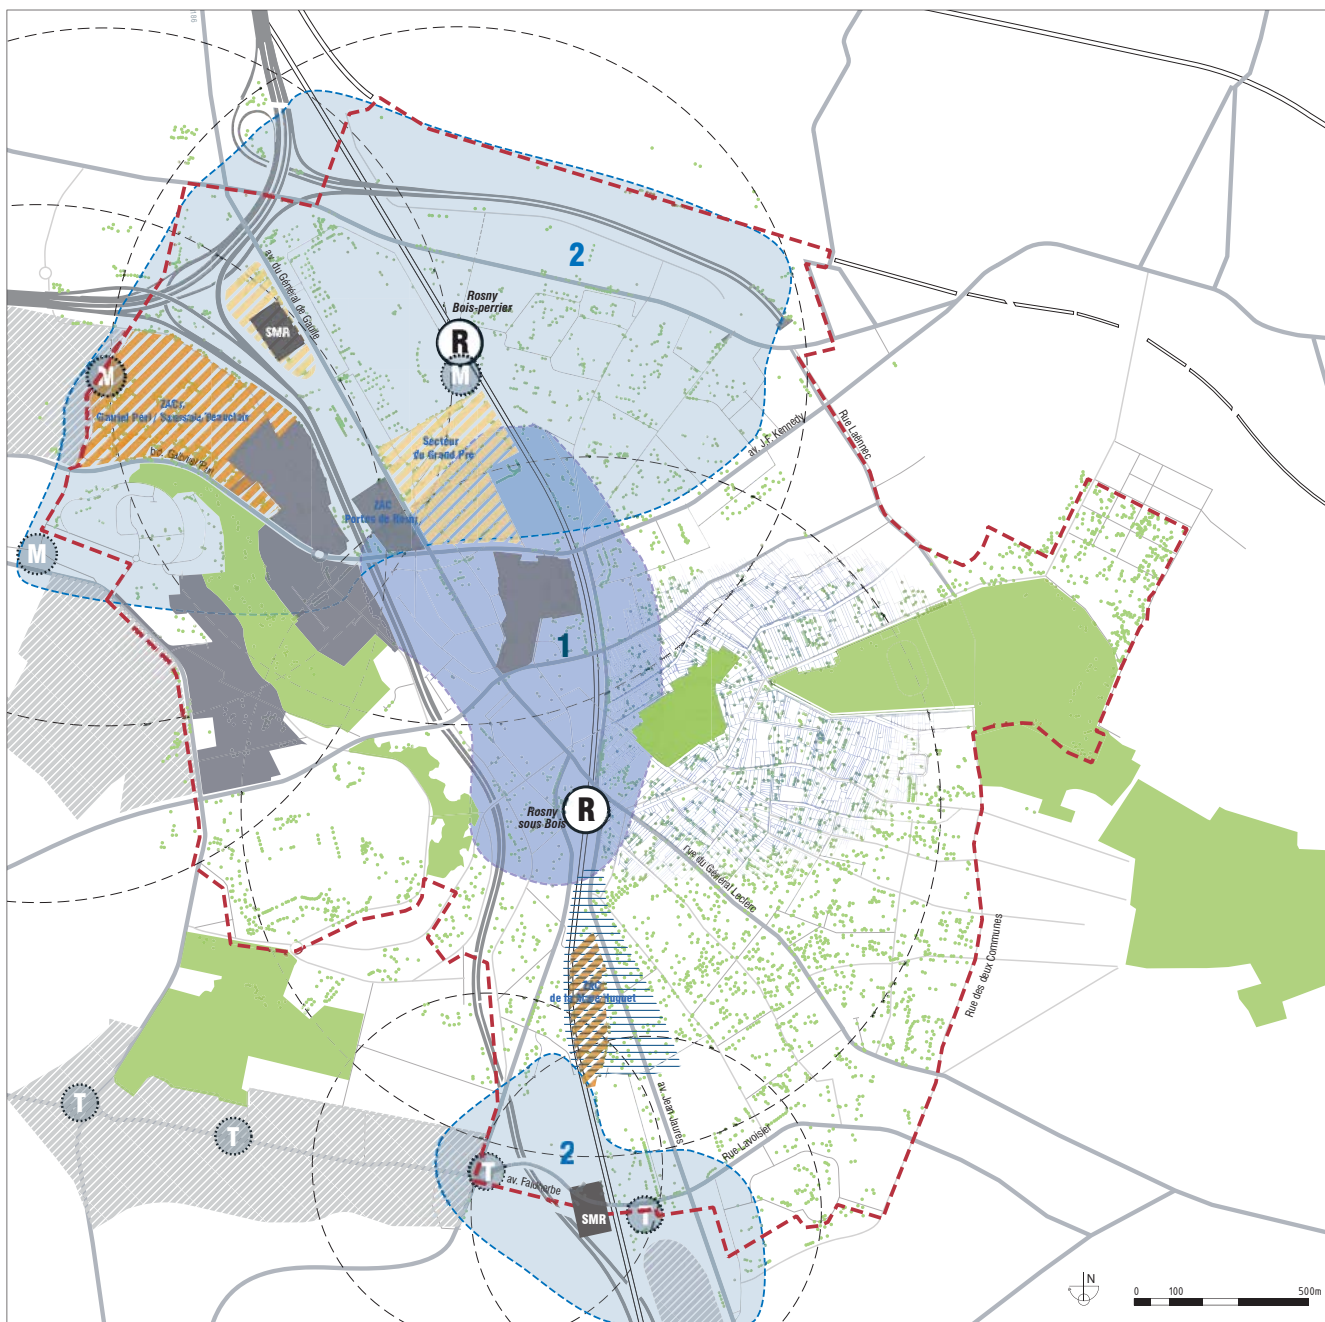 186
2
av. du Général de Gaulle
Rosny
Bois-perrier
R
M
SMR
M
ZACs
Gabriel Péri / Saussaie Beauclair
bd. Gabriel Péri
Secteur
du Grand Pré
av. J.F. Kennedy
Rue Laënnec
ZAC
Portes de Rosny
M
1
Rosny
sous Bois
R
rue du Général Leclerc
Rue des deux Communes
ZAC
de la Mare Huguet
T
T
T
2
av. Jean Jaurès
Rue Lavoisier
av. Faidherbe
SMR
T
N
0 100 500m